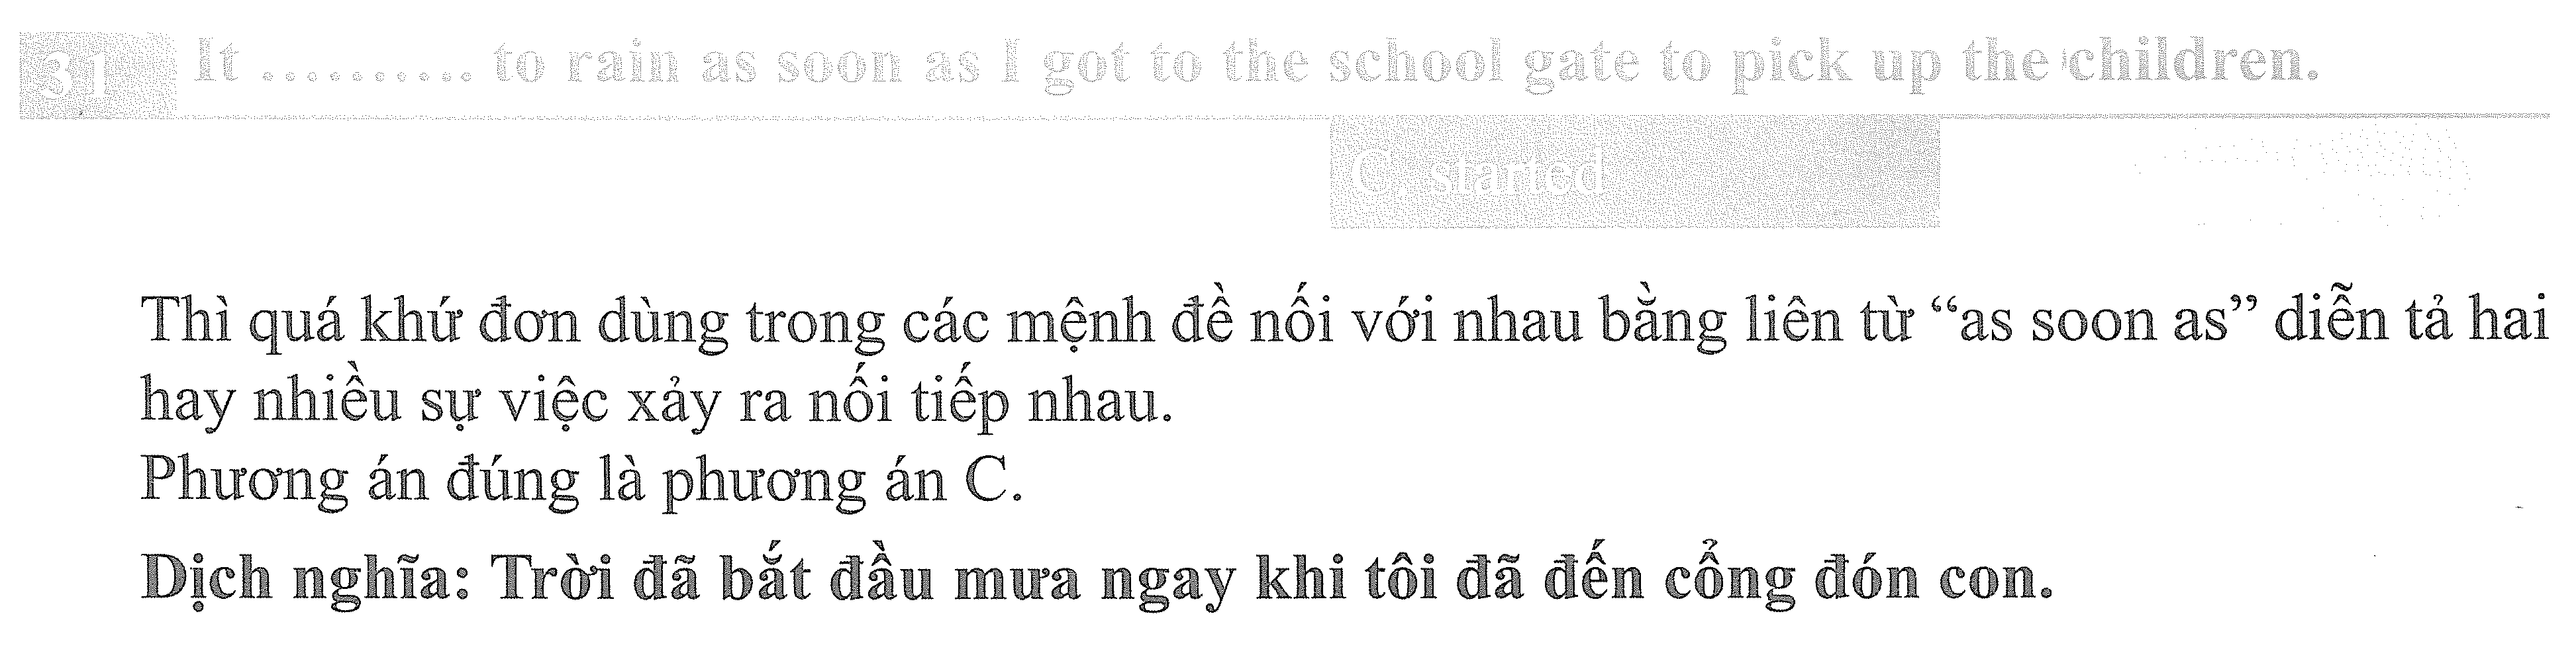 31 It .......... to rain as soon as I got to the school gate to pick up the children.
C. started
Thì quá khứ đơn dùng trong các mệnh đề nối với nhau bằng liên từ “as soon as” diễn tả hai
hay nhiều sự việc xảy ra nối tiếp nhau.
Phương án đúng là phương án C.
Dịch nghĩa: Trời đã bắt đầu mưa ngay khi tôi đã đến cổng đón con.